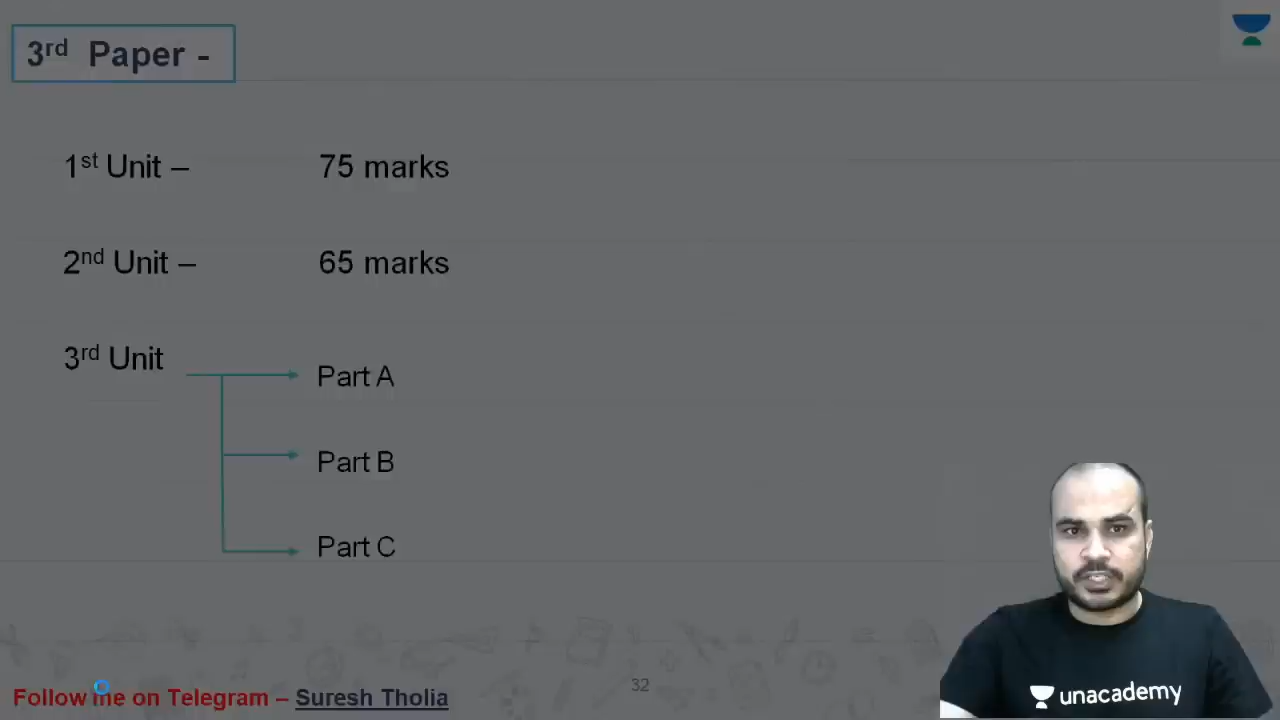 3rd Paper -
1st Unit – 75 marks
2nd Unit – 65 marks
3rd Unit
Part A
Part B
Part C
32
Follow me on Telegram – Suresh Tholia
unacademy